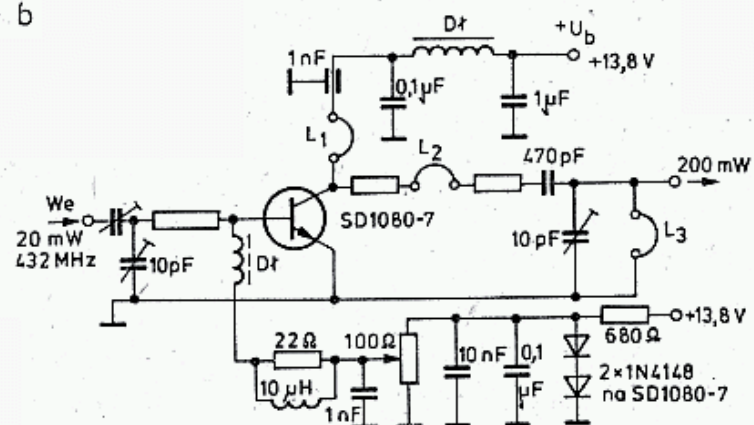 b
Dł
+Ub
+13,8 V
1nF
0,1µF
1µF
L1
L2
470pF
200 mW
We
20 mW
432 MHz
10pF
SD1080-7
10pF
L3
Dł
+13,8 V
680Ω
22Ω
100Ω
10nF
0,1
µF
10 µH
1nF
2×1N4148
na SD1080-7